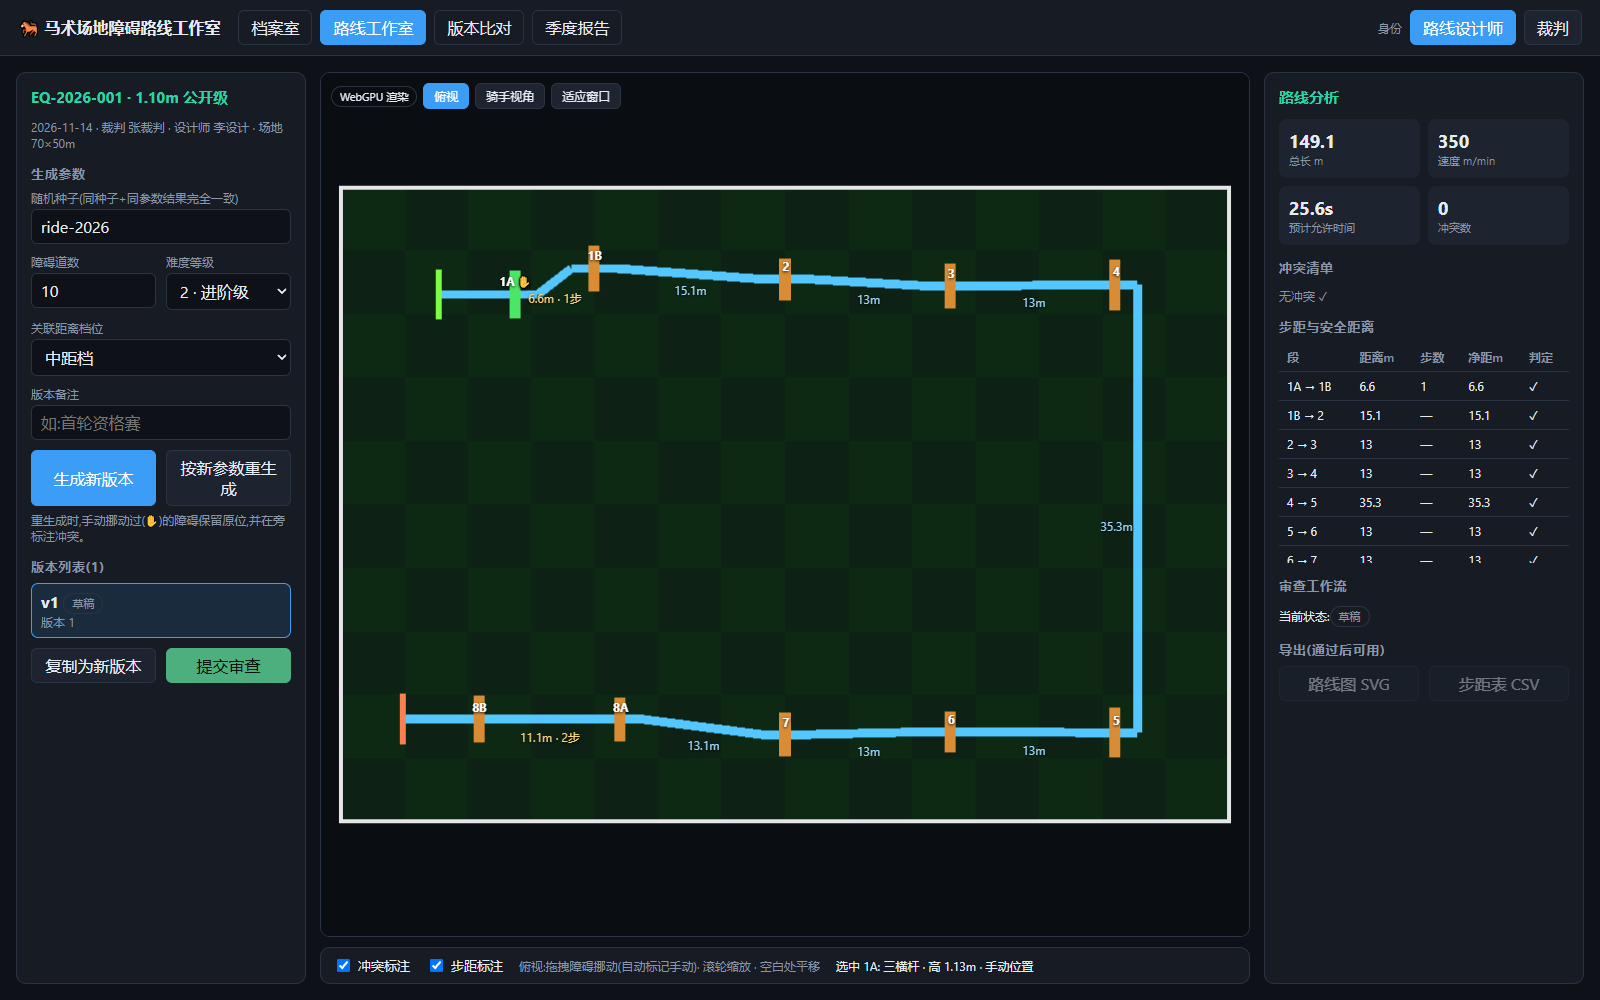 马术场地障碍路线工作室
档案室
路线工作室
版本比对
季度报告
身份
路线设计师
裁判
EQ-2026-001 · 1.10m 公开级
2026-11-14 · 裁判 张裁判 · 设计师 李设计 · 场地
70×50m
生成参数
随机种子(同种子+同参数结果完全一致)
ride-2026
障碍道数
难度等级
10
2 · 进阶级
关联距离档位
中距档
版本备注
如:首轮资格赛
生成新版本
按新参数重生
成
重生成时,手动挪动过(✋)的障碍保留原位,并在旁
标注冲突。
版本列表(1)
v1 草稿
版本 1
复制为新版本
提交审查
WebGPU 渲染
俯视
骑手视角
适应窗口
1A✋
6.6m · 1步
1B
15.1m
2
13m
3
13m
4
35.3m
5
13m
6
13m
7
13.1m
8A
11.1m · 2步
8B
冲突标注
步距标注
俯视:拖拽障碍挪动(自动标记手动)· 滚轮缩放 · 空白处平移
选中 1A: 三横杆 · 高 1.13m · 手动位置
路线分析
149.1
总长 m
350
速度 m/min
25.6s
预计允许时间
0
冲突数
冲突清单
无冲突 ✓
步距与安全距离
段 距离m 步数 净距m 判定
1A → 1B 6.6 1 6.6 ✓
1B → 2 15.1 — 15.1 ✓
2 → 3 13 — 13 ✓
3 → 4 13 — 13 ✓
4 → 5 35.3 — 35.3 ✓
5 → 6 13 — 13 ✓
6 → 7 13 — 13 ✓
审查工作流
当前状态: 草稿
导出(通过后可用)
路线图 SVG
步距表 CSV